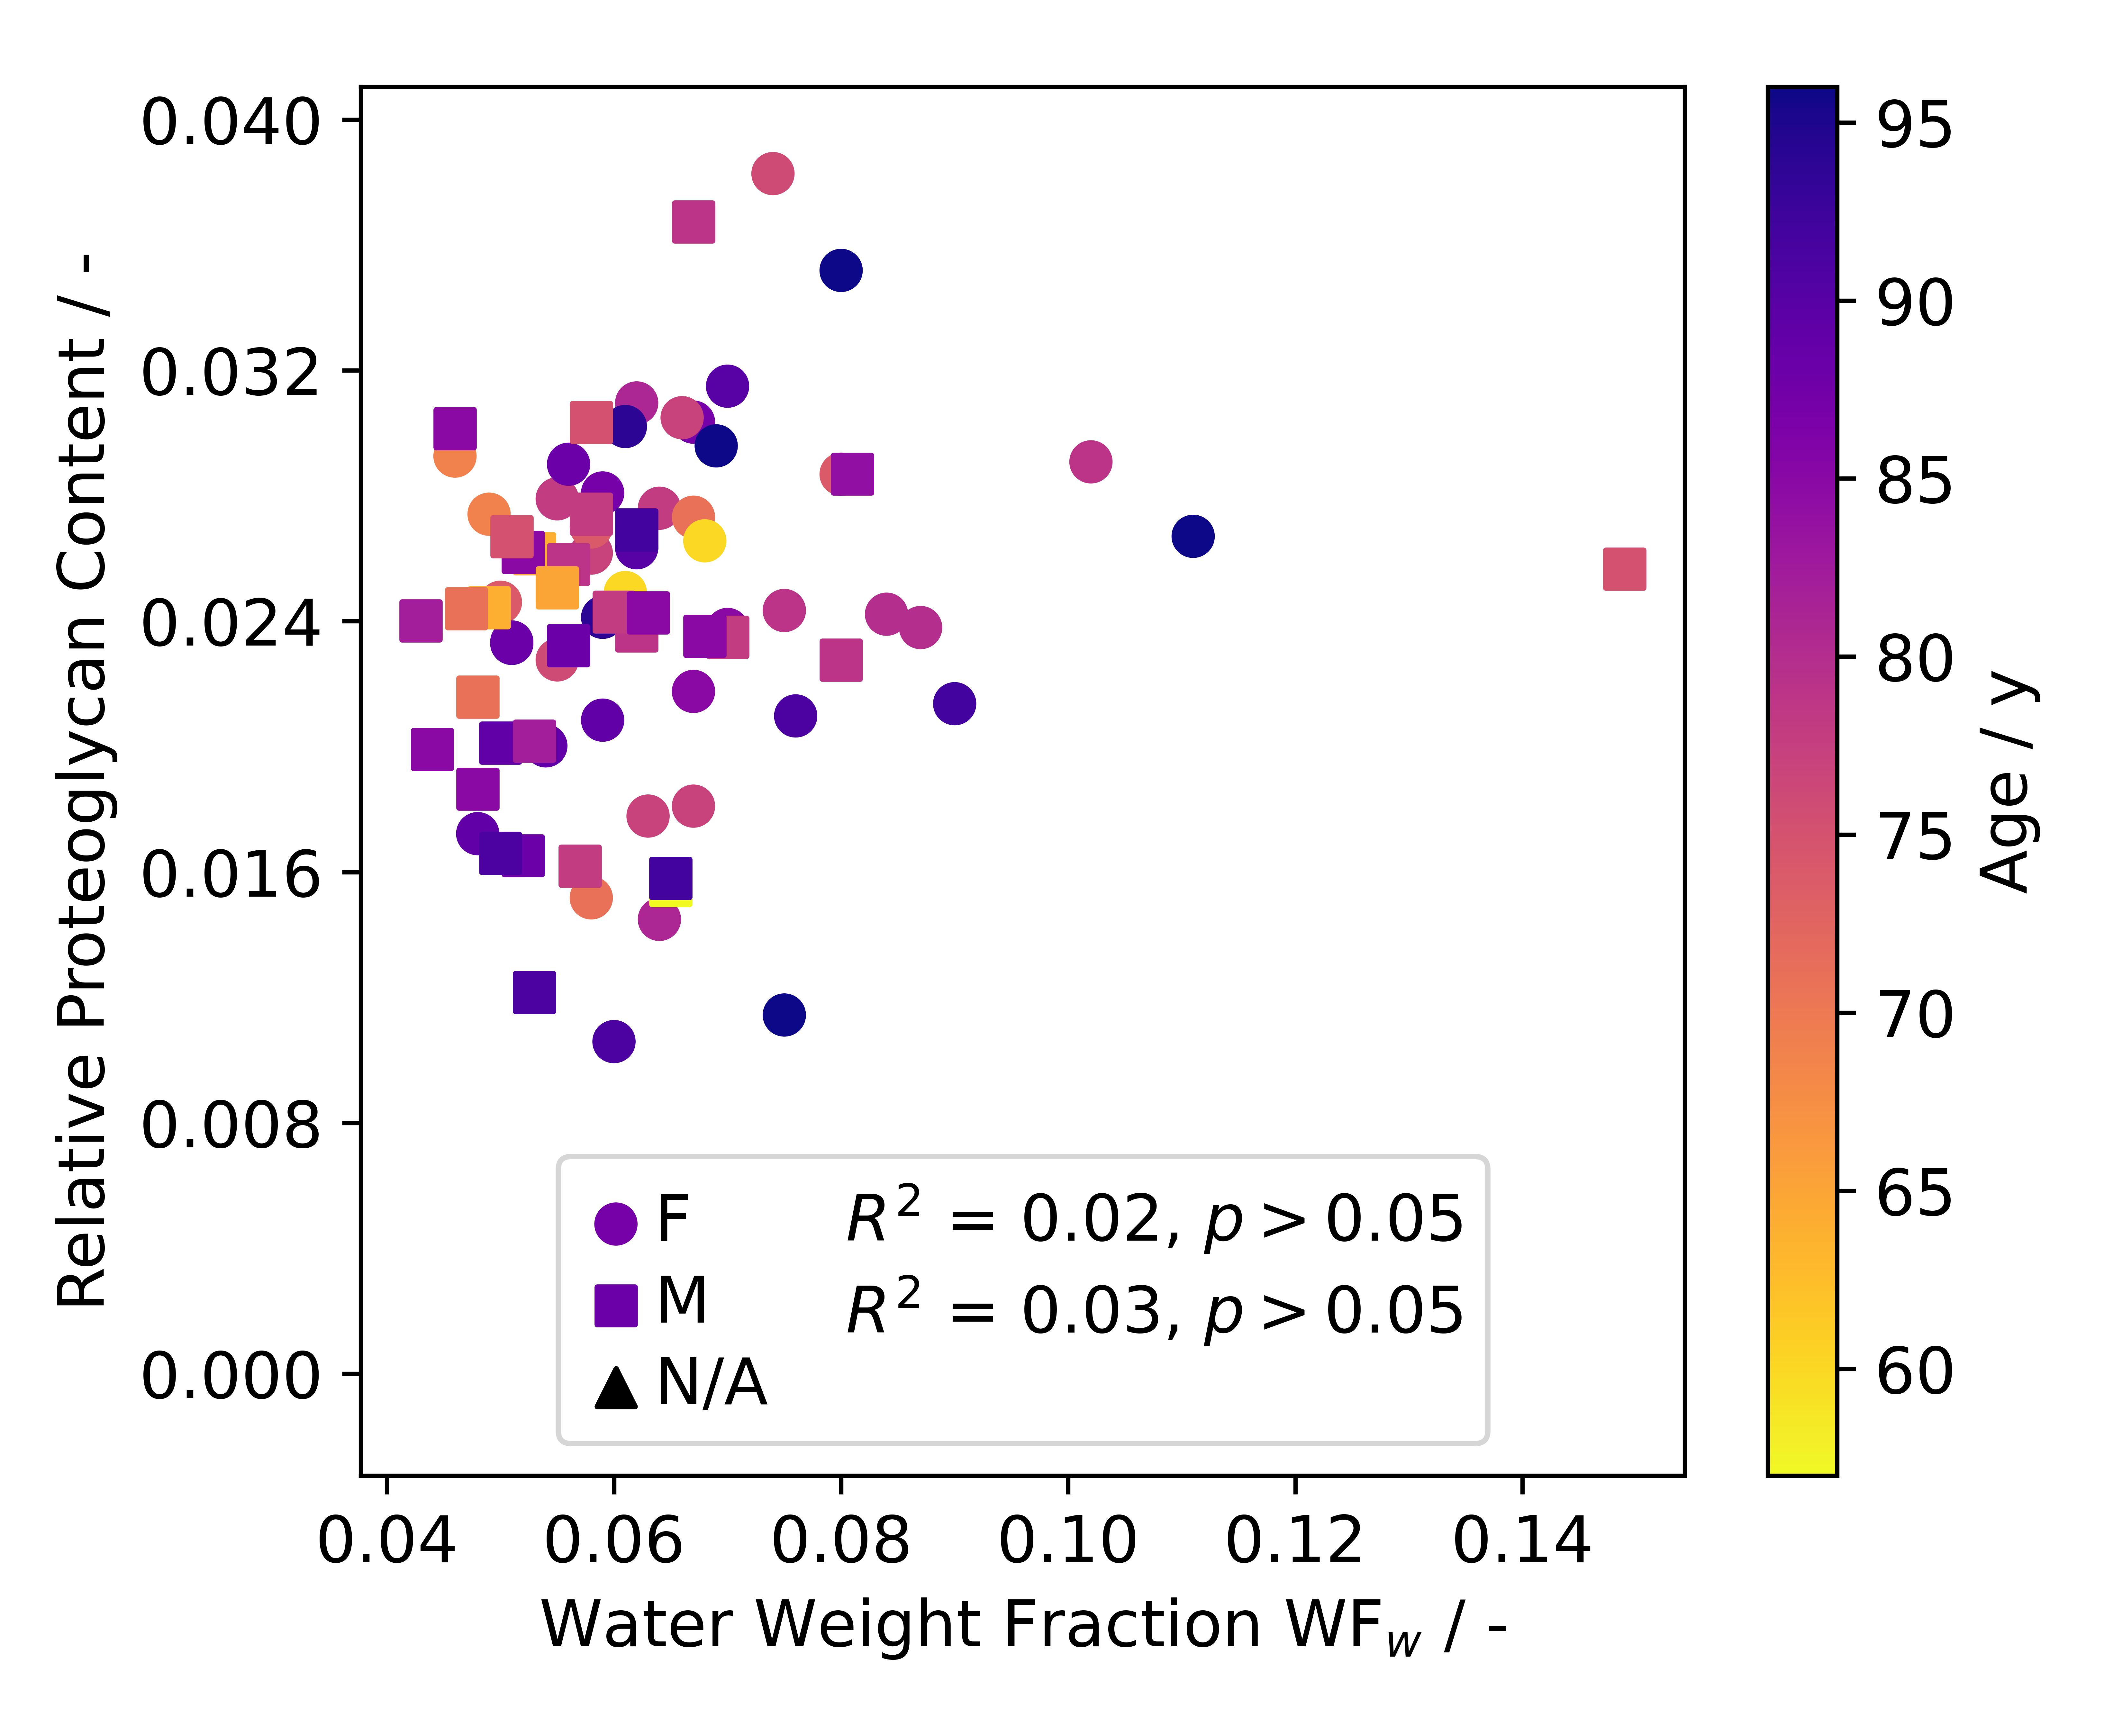 Relative Proteoglycan Content / -
0.040
0.032
0.024
0.016
0.008
0.000
F R² = 0.02, p > 0.05
M R² = 0.03, p > 0.05
N/A
0.04 0.06 0.08 0.10 0.12 0.14
Water Weight Fraction WF_w / -
95
90
85
80
75
70
65
60
Age / y